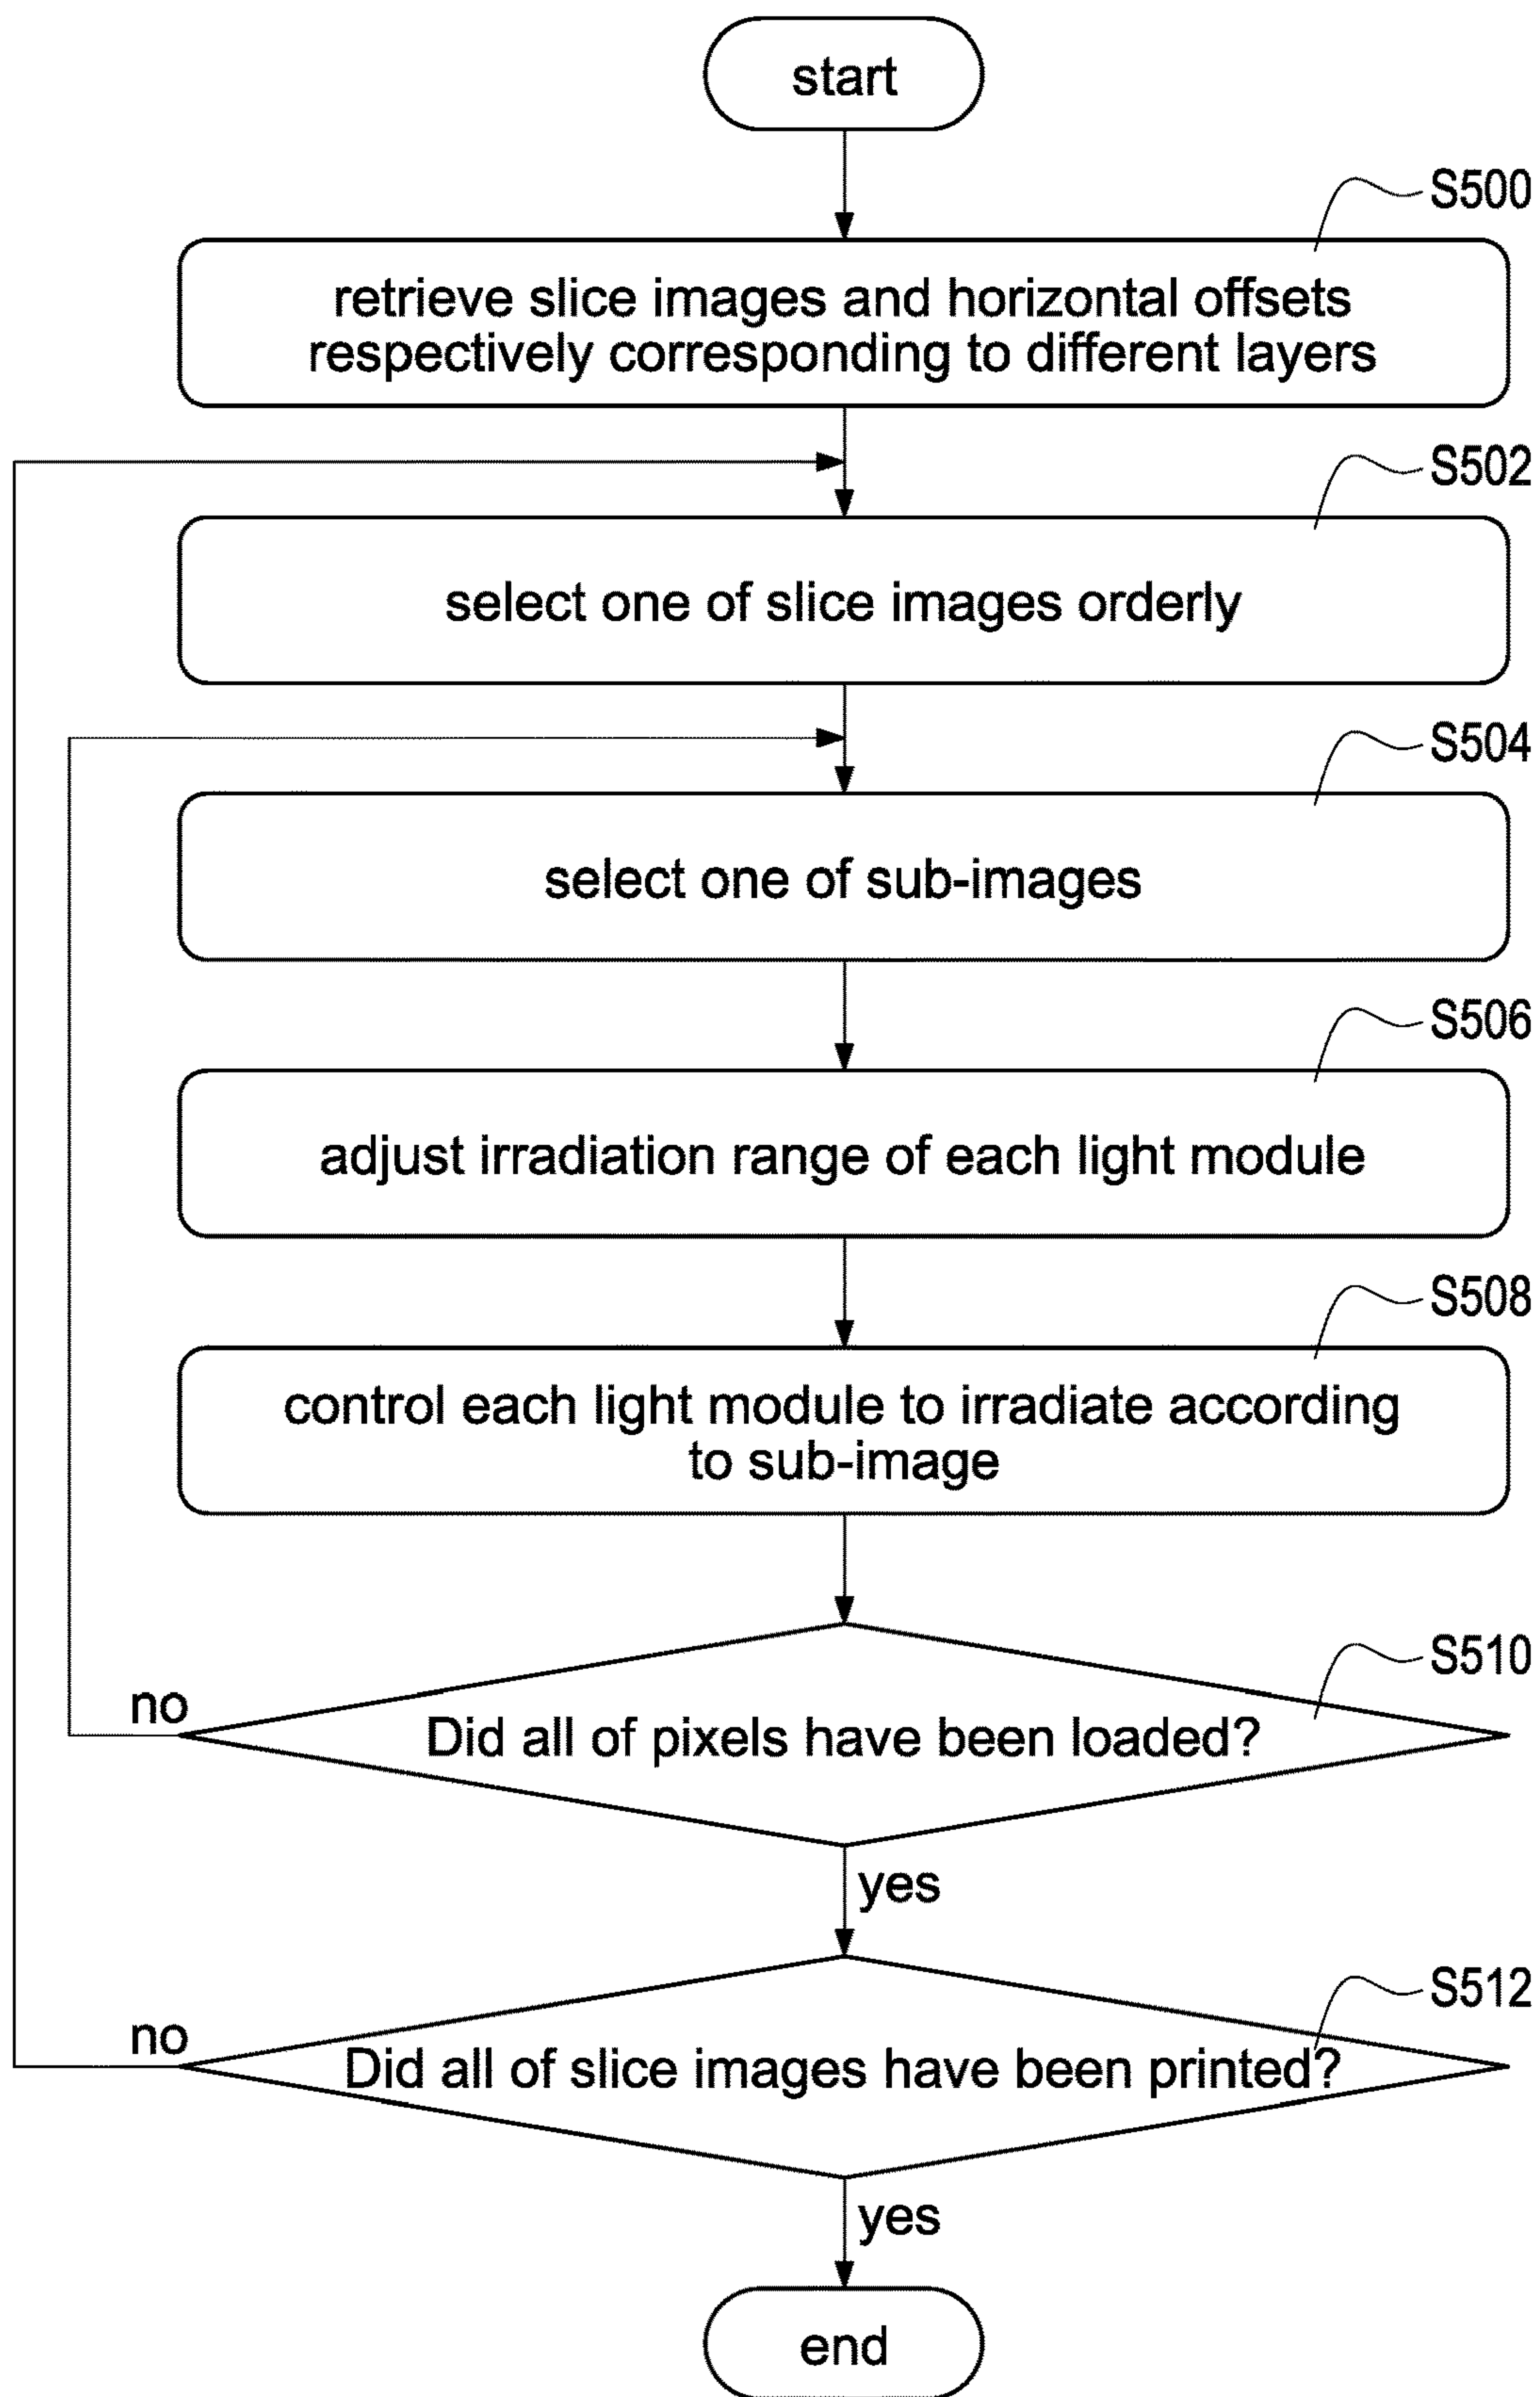 start
S500
retrieve slice images and horizontal offsets
respectively corresponding to different layers
S502
select one of slice images orderly
S504
select one of sub-images
S506
adjust irradiation range of each light module
S508
control each light module to irradiate according
to sub-image
S510
no
Did all of pixels have been loaded?
yes
S512
no
Did all of slice images have been printed?
yes
end